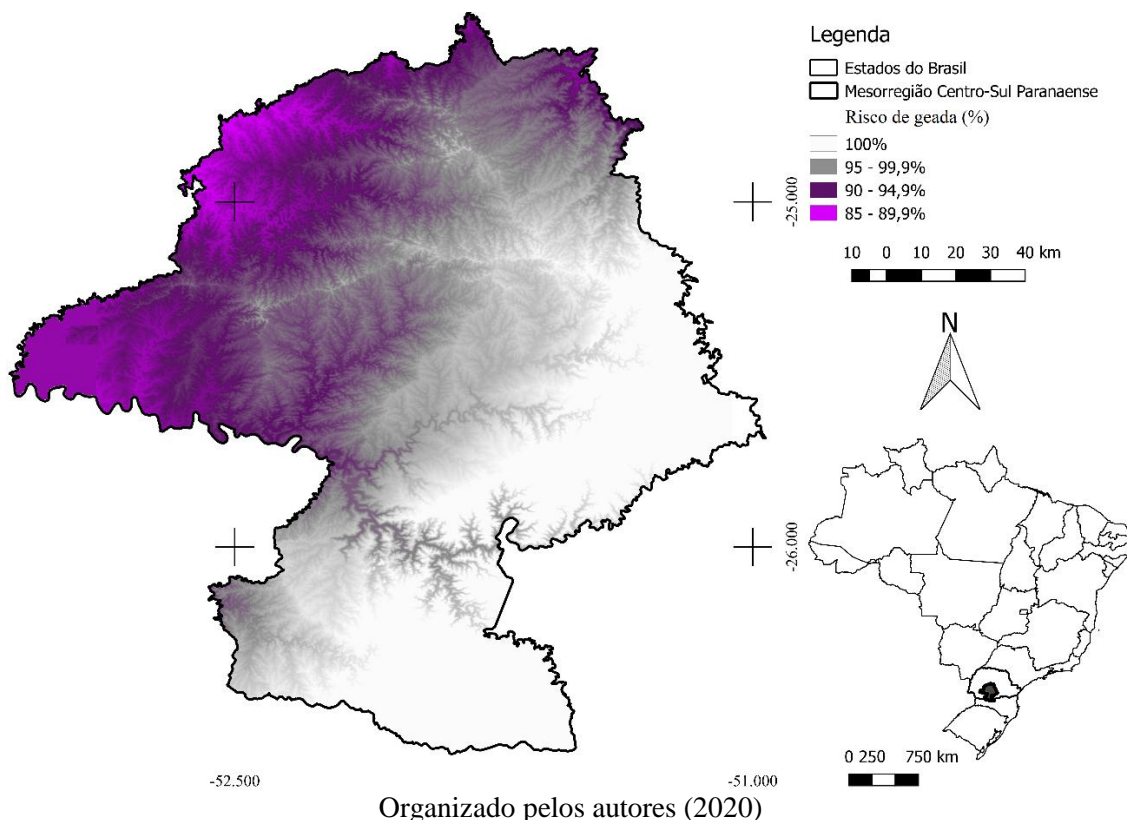 Legenda
Estados do Brasil
Mesorregião Centro-Sul Paranaense
Risco de geada (%)
100%
95 - 99,9%
90 - 94,9%
85 - 89,9%
-25.000
10 0 10 20 30 40 km
N
-26.000
0 250 750 km
-52.500 -51.000
Organizado pelos autores (2020)